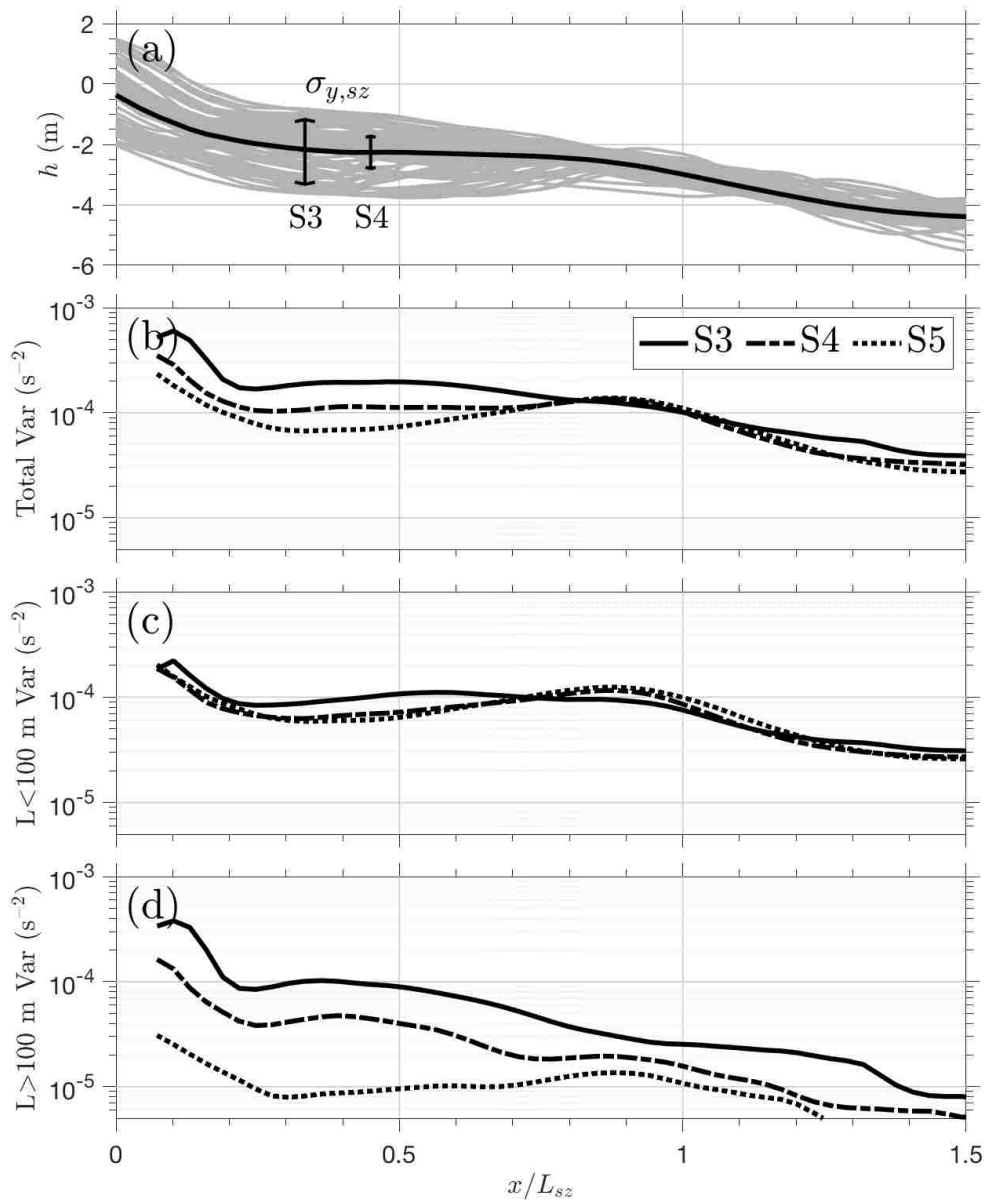 (a)
2
0
-2
-4
-6
h (m)
σ_{y,sz}
S3 S4
(b)
10^{-3}
10^{-4}
10^{-5}
Total Var (s^{-2})
S3 S4 S5
(c)
10^{-3}
10^{-4}
10^{-5}
L<100 m Var (s^{-2})
(d)
10^{-3}
10^{-4}
10^{-5}
L>100 m Var (s^{-2})
0 0.5 1 1.5
x/L_{sz}